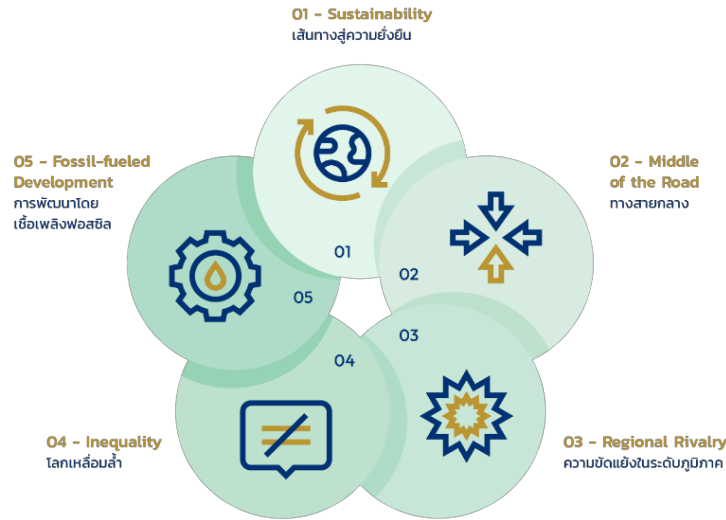 01 - Sustainability
เส้นทางสู่ความยั่งยืน
05 - Fossil-fueled
Development
การพัฒนาโดย
เชื้อเพลิงฟอสซิล
02 - Middle
of the Road
ทางสายกลาง
01
02
05
03
04
04 - Inequality
โลกเหลื่อมล้ำ
03 - Regional Rivalry
ความขัดแย้งในระดับภูมิภาค